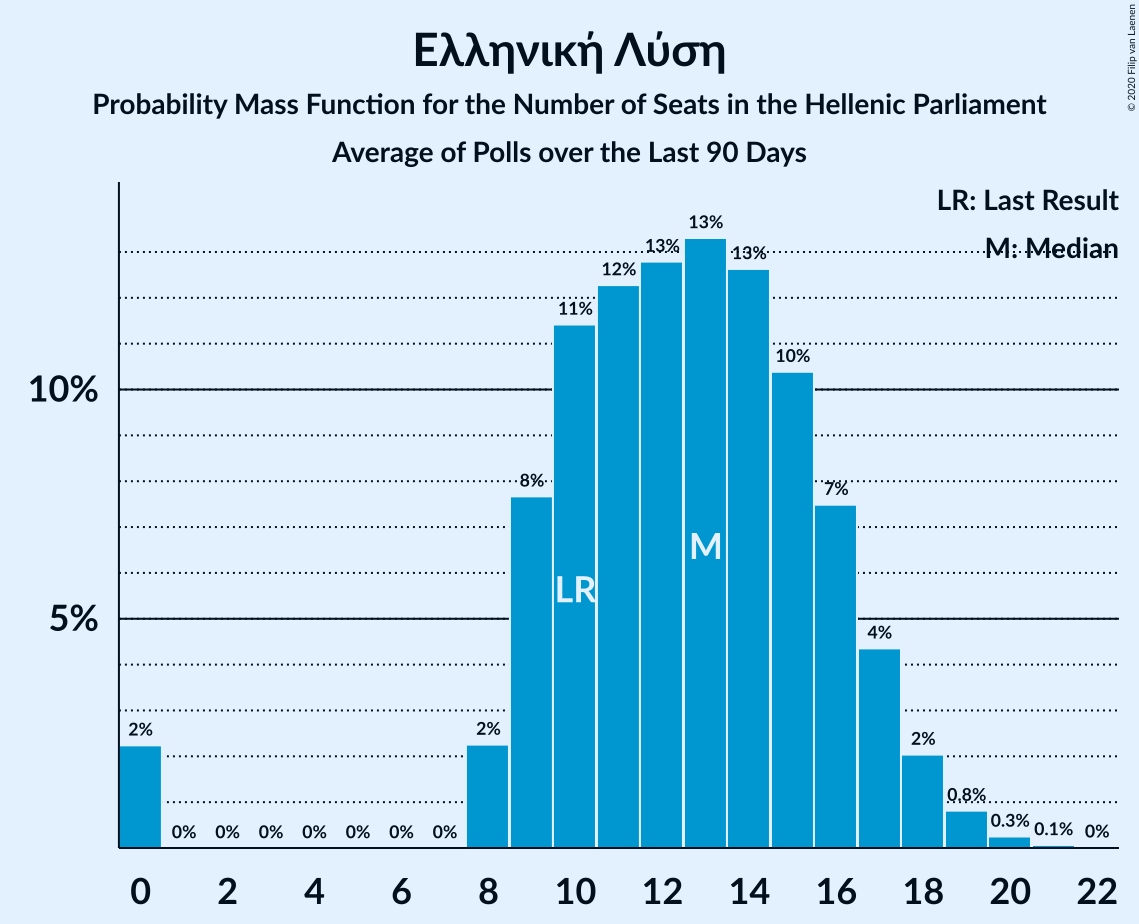 Ελληνική Λύση
Probability Mass Function for the Number of Seats in the Hellenic Parliament
Average of Polls over the Last 90 Days
© 2020 Filip van Laenen
LR: Last Result
M: Median
13%
13%
13%
12%
11%
10%
10%
8%
7%
M
LR
5%
4%
2%
2%
2%
0.8%
0.3%
0.1%
0%
0% 0% 0% 0% 0% 0% 0%
0 2 4 6 8 10 12 14 16 18 20 22